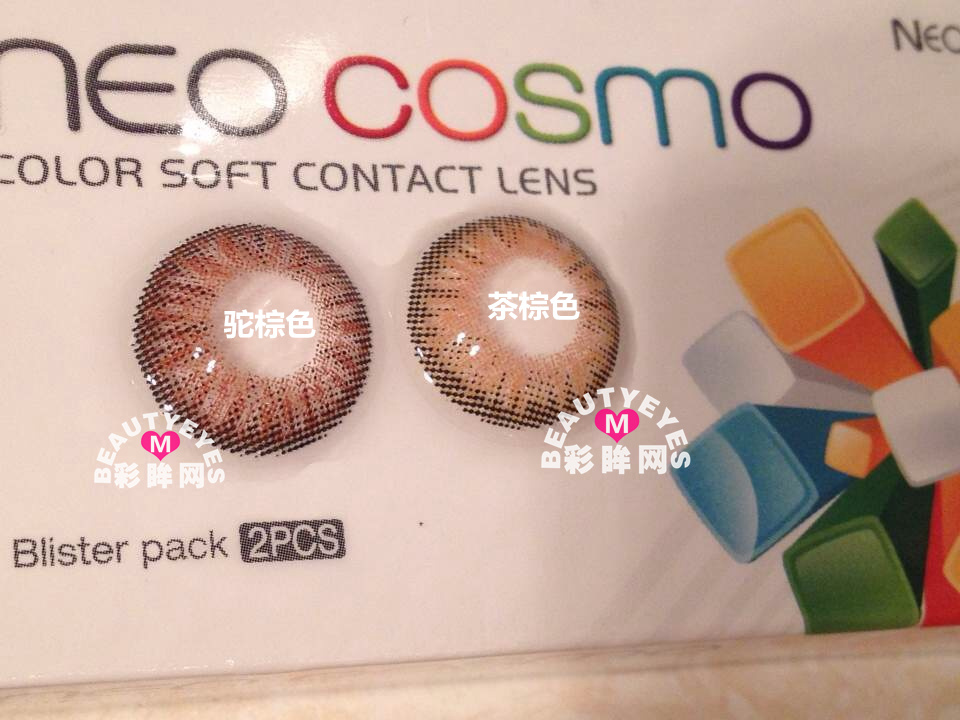 neo cosmo
NEO
COLOR SOFT CONTACT LENS
驼棕色
茶棕色
BEAUTYEYES
M
彩眸网
BEAUTYEYES
M
彩眸网
Blister pack 2PCS